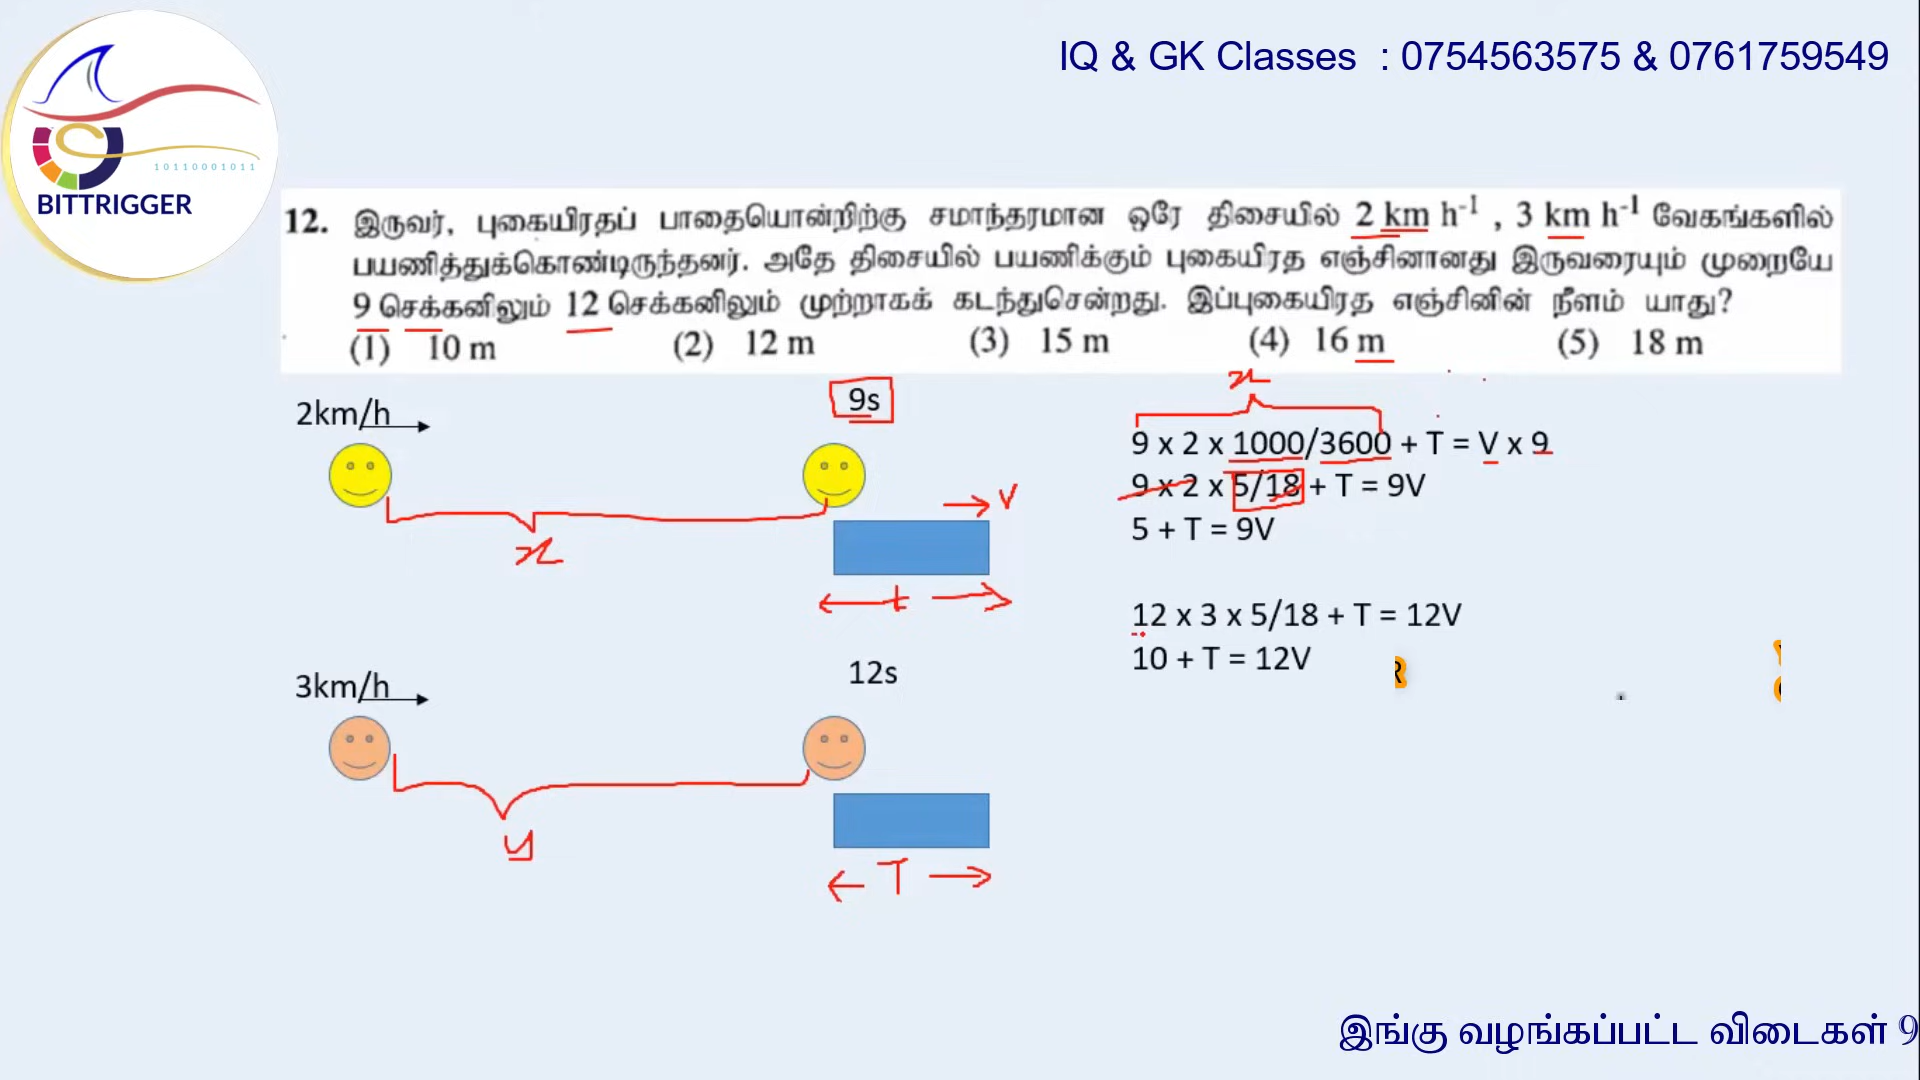 IQ & GK Classes : 0754563575 & 0761759549
10110001011
BITTRIGGER
12. இருவர், புகையிரதப் பாதையொன்றிற்கு சமாந்தரமான ஒரே திசையில் 2 km h⁻¹ , 3 km h⁻¹ வேகங்களில்
பயணித்துக்கொண்டிருந்தனர். அதே திசையில் பயணிக்கும் புகையிரத எஞ்சினானது இருவரையும் முறையே
9 செக்கனிலும் 12 செக்கனிலும் முற்றாகக் கடந்துசென்றது. இப்புகையிரத எஞ்சினின் நீளம் யாது?
(1) 10 m (2) 12 m (3) 15 m (4) 16 m (5) 18 m
2km/h
9s
x
v
t
x
9 x 2 x 1000/3600 + T = V x 9
9 x 2 x 5/18 + T = 9V
5 + T = 9V
12 x 3 x 5/18 + T = 12V
10 + T = 12V
3km/h
12s
y
T
இங்கு வழங்கப்பட்ட விடைகள் 9